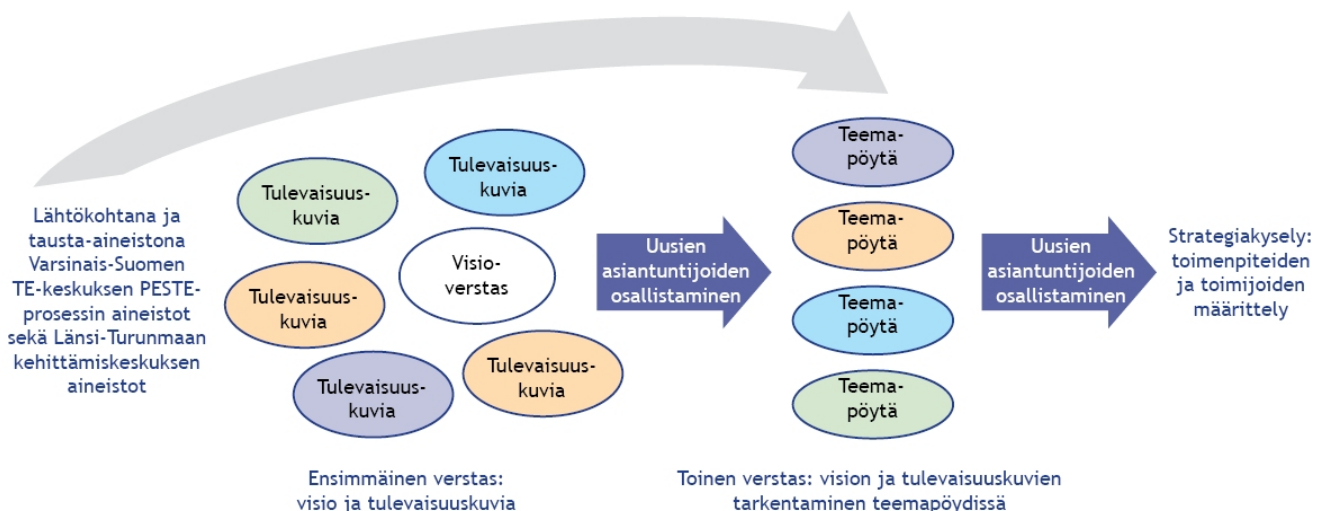 Lähtökohtana ja
tausta-aineistona
Varsinais-Suomen
TE-keskuksen PESTE-
prosessin aineistot
sekä Länsi-Turunmaan
kehittämiskeskuksen
aineistot
Tulevaisuus-
kuvia
Tulevaisuus-
kuvia
Visio-
verstas
Tulevaisuus-
kuvia
Tulevaisuus-
kuvia
Tulevaisuus-
kuvia
Ensimmäinen verstas:
visio ja tulevaisuuskuvia
Uusien
asiantuntijoiden
osallistaminen
Teema-
pöytä
Teema-
pöytä
Teema-
pöytä
Teema-
pöytä
Toinen verstas: vision ja tulevaisuuskuvien
tarkentaminen teemapöydissä
Uusien
asiantuntijoiden
osallistaminen
Strategiakysely:
toimenpiteiden
ja toimijoiden
määrittely